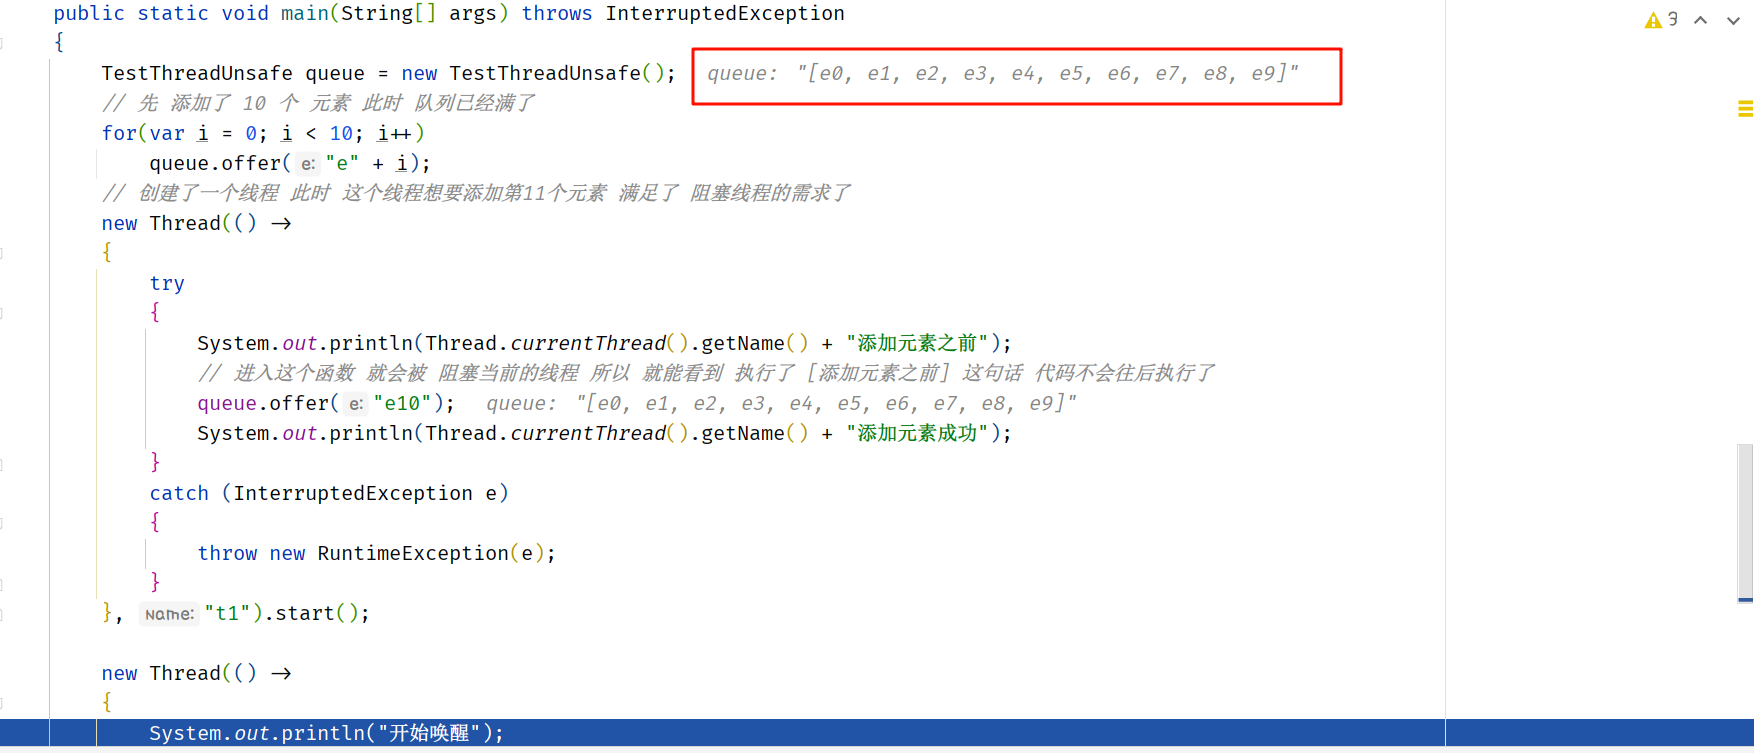 public static void main(String[] args) throws InterruptedException
3
{
TestThreadUnsafe queue = new TestThreadUnsafe(); queue: "[e0, e1, e2, e3, e4, e5, e6, e7, e8, e9]"
// 先 添加了 10 个 元素 此时 队列已经满了
for(var i = 0; i < 10; i++)
queue.offer( e: "e" + i);
// 创建了一个线程 此时 这个线程想要添加第11个元素 满足了 阻塞线程的需求了
new Thread(() ->
{
try
{
System.out.println(Thread.currentThread().getName() + "添加元素之前");
// 进入这个函数 就会被 阻塞当前的线程 所以 就能看到 执行了 [添加元素之前] 这句话 代码不会往后执行了
queue.offer( e: "e10"); queue: "[e0, e1, e2, e3, e4, e5, e6, e7, e8, e9]"
System.out.println(Thread.currentThread().getName() + "添加元素成功");
}
catch (InterruptedException e)
{
throw new RuntimeException(e);
}
}, name: "t1").start();
new Thread(() ->
{
System.out.println("开始唤醒");